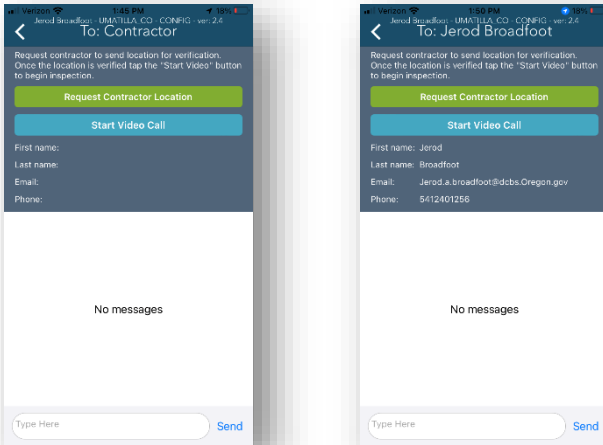 Verizon 1:45 PM 18%
Jerod Broadfoot - UMATILLA_CO - CONFIG - ver: 2.4
To: Contractor
Request contractor to send location for verification.
Once the location is verified tap the "Start Video" button
to begin inspection.
Request Contractor Location
Start Video Call
First name:
Last name:
Email:
Phone:
No messages
Type Here Send
Verizon 1:50 PM 18%
Jerod Broadfoot - UMATILLA_CO - CONFIG - ver: 2.4
To: Jerod Broadfoot
Request contractor to send location for verification.
Once the location is verified tap the "Start Video" button
to begin inspection.
Request Contractor Location
Start Video Call
First name: Jerod
Last name: Broadfoot
Email: Jerod.a.broadfoot@dcbs.Oregon.gov
Phone: 5412401256
No messages
Type Here Send